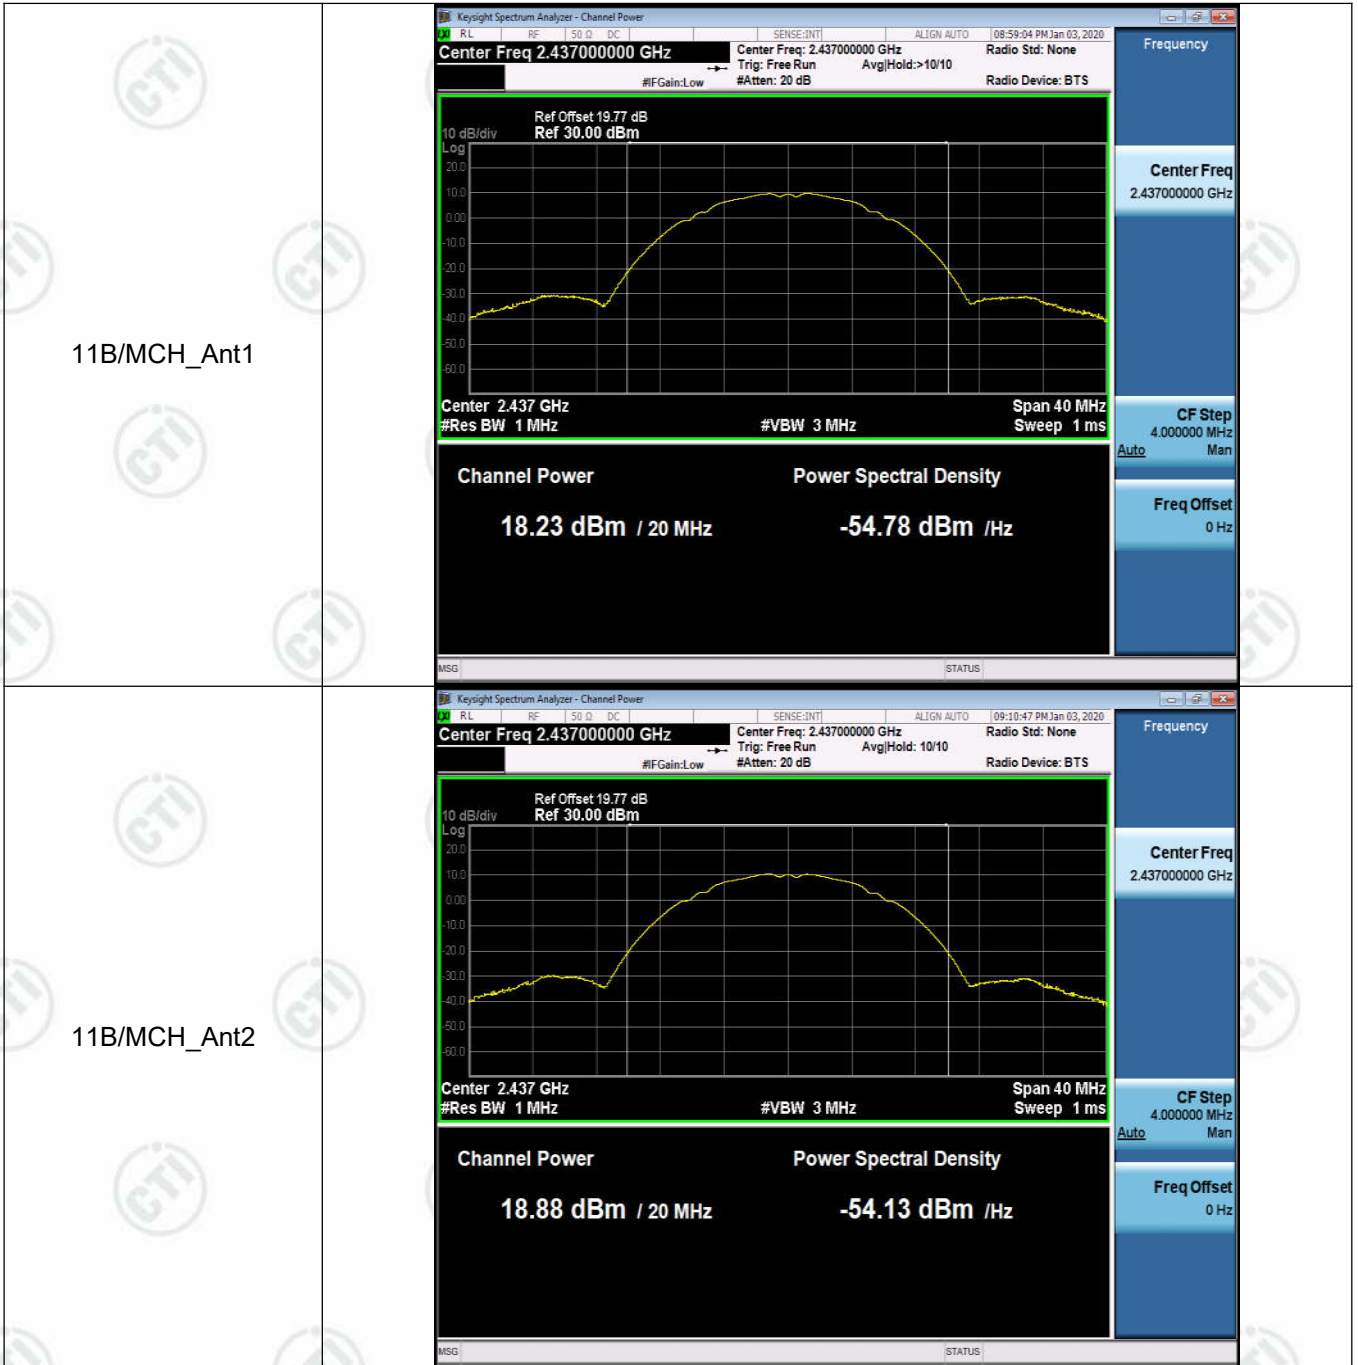 11B/MCH_Ant1
Keysight Spectrum Analyzer - Channel Power
RL RF 50 Ω DC SENSE:INT ALIGN AUTO 08:59:04 PM Jan 03, 2020
Center Freq 2.437000000 GHz
Center Freq: 2.437000000 GHz Radio Std: None
Trig: Free Run Avg|Hold:>10/10
#IFGain:Low #Atten: 20 dB Radio Device: BTS
Ref Offset 19.77 dB
10 dB/div Ref 30.00 dBm
Log
20.0
10.0
0.00
-10.0
-20.0
-30.0
-40.0
-50.0
-60.0
Center 2.437 GHz Span 40 MHz
#Res BW 1 MHz #VBW 3 MHz Sweep 1 ms
Channel Power Power Spectral Density
18.23 dBm / 20 MHz -54.78 dBm /Hz
MSG STATUS
Frequency
Center Freq
2.437000000 GHz
CF Step
4.000000 MHz
Auto Man
Freq Offset
0 Hz
11B/MCH_Ant2
Keysight Spectrum Analyzer - Channel Power
RL RF 50 Ω DC SENSE:INT ALIGN AUTO 09:10:47 PM Jan 03, 2020
Center Freq 2.437000000 GHz
Center Freq: 2.437000000 GHz Radio Std: None
Trig: Free Run Avg|Hold: 10/10
#IFGain:Low #Atten: 20 dB Radio Device: BTS
Ref Offset 19.77 dB
10 dB/div Ref 30.00 dBm
Log
20.0
10.0
0.00
-10.0
-20.0
-30.0
-40.0
-50.0
-60.0
Center 2.437 GHz Span 40 MHz
#Res BW 1 MHz #VBW 3 MHz Sweep 1 ms
Channel Power Power Spectral Density
18.88 dBm / 20 MHz -54.13 dBm /Hz
MSG STATUS
Frequency
Center Freq
2.437000000 GHz
CF Step
4.000000 MHz
Auto Man
Freq Offset
0 Hz
CTI